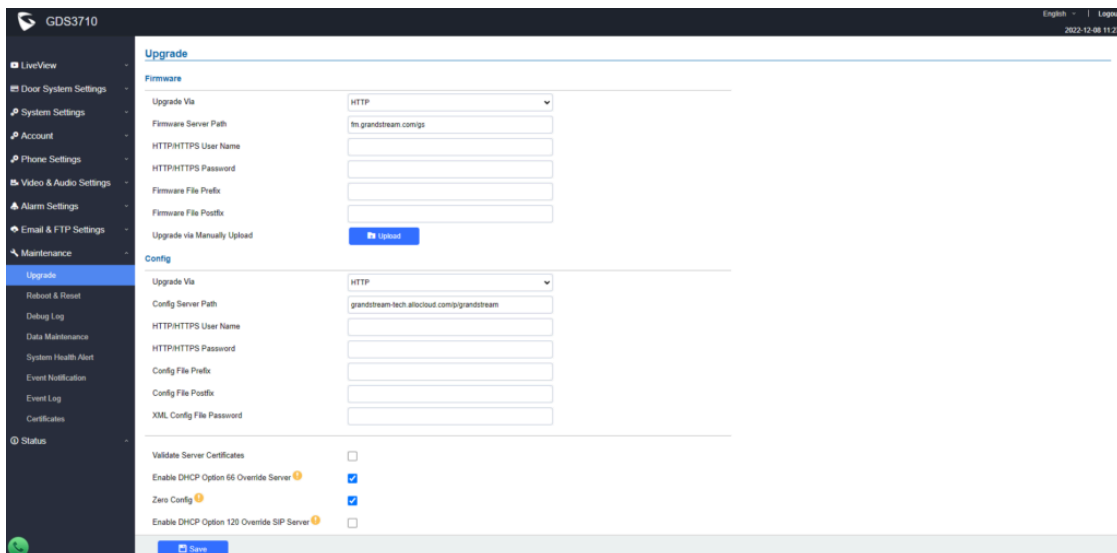 GDS3710
English | Logou
2022-12-08 11:2
LiveView
Door System Settings
System Settings
Account
Phone Settings
Video & Audio Settings
Alarm Settings
Email & FTP Settings
Maintenance
Upgrade
Reboot & Reset
Debug Log
Data Maintenance
System Health Alert
Event Notification
Event Log
Certificates
Status
Upgrade
Firmware
Upgrade Via HTTP
Firmware Server Path fm.grandstream.com/gs
HTTP/HTTPS User Name
HTTP/HTTPS Password
Firmware File Prefix
Firmware File Postfix
Upgrade via Manually Upload Upload
Config
Upgrade Via HTTP
Config Server Path grandstream-tech.allocloud.com/p/grandstream
HTTP/HTTPS User Name
HTTP/HTTPS Password
Config File Prefix
Config File Postfix
XML Config File Password
Validate Server Certificates
Enable DHCP Option 66 Override Server
Zero Config
Enable DHCP Option 120 Override SIP Server
Save